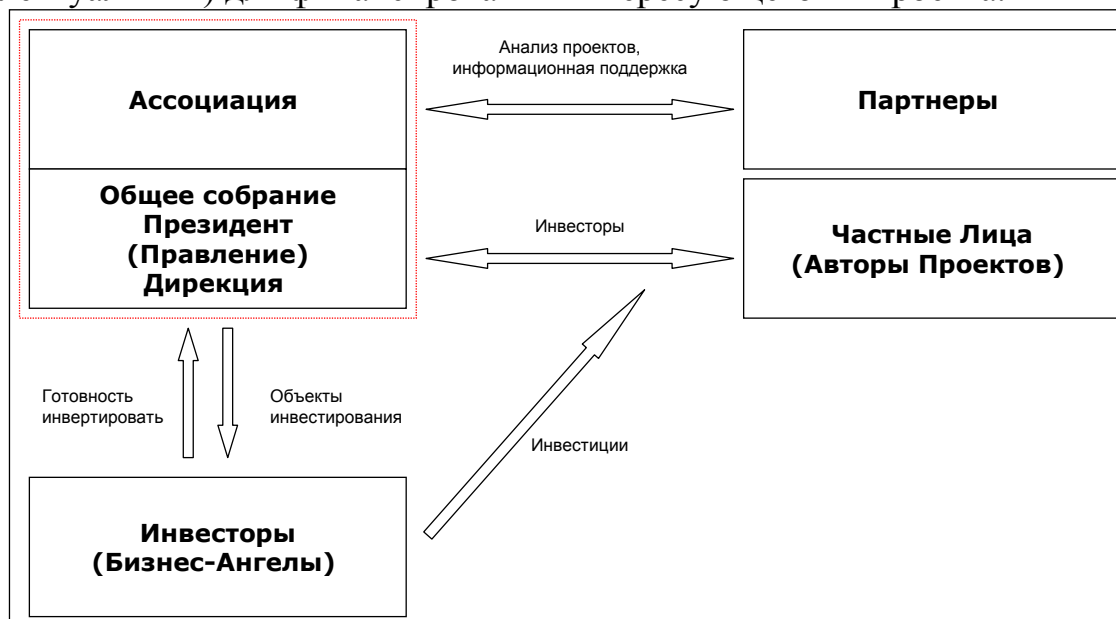 Ассоциация
Анализ проектов,
информационная поддержка
Партнеры
Общее собрание
Президент
(Правление)
Дирекция
Инвесторы
Частные Лица
(Авторы Проектов)
Готовность
инвертировать
Объекты
инвестирования
Инвестиции
Инвесторы
(Бизнес-Ангелы)